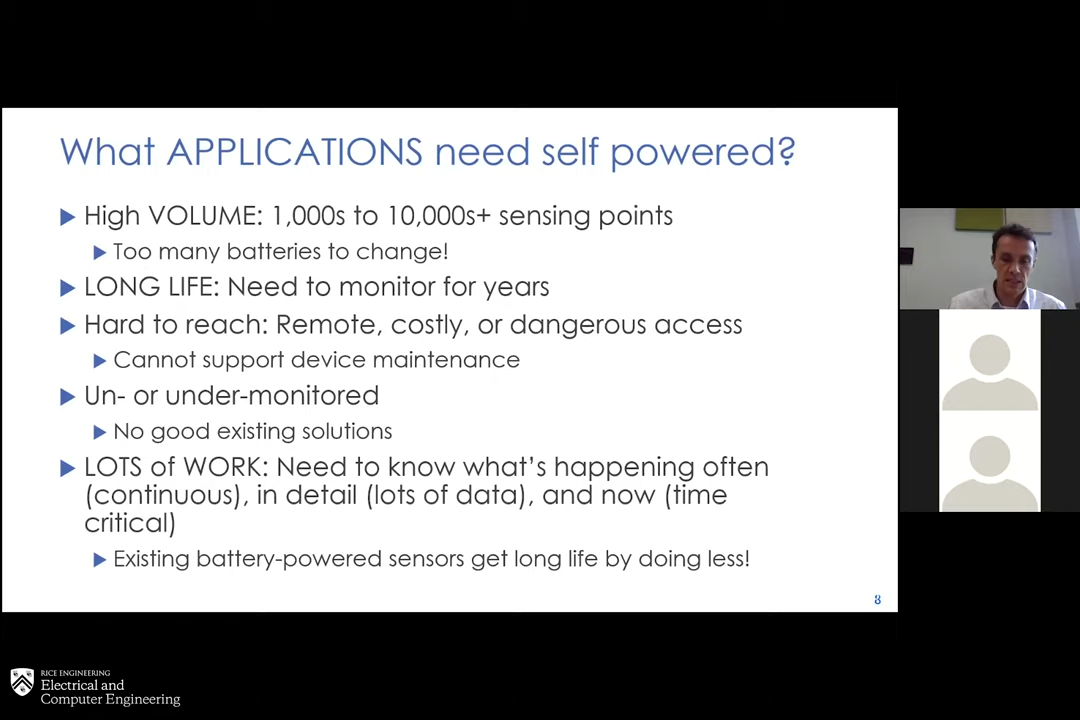 What APPLICATIONS need self powered?
High VOLUME: 1,000s to 10,000s+ sensing points
Too many batteries to change!
LONG LIFE: Need to monitor for years
Hard to reach: Remote, costly, or dangerous access
Cannot support device maintenance
Un- or under-monitored
No good existing solutions
LOTS of WORK: Need to know what's happening often
(continuous), in detail (lots of data), and now (time
critical)
Existing battery-powered sensors get long life by doing less!
8
RICE ENGINEERING
Electrical and
Computer Engineering